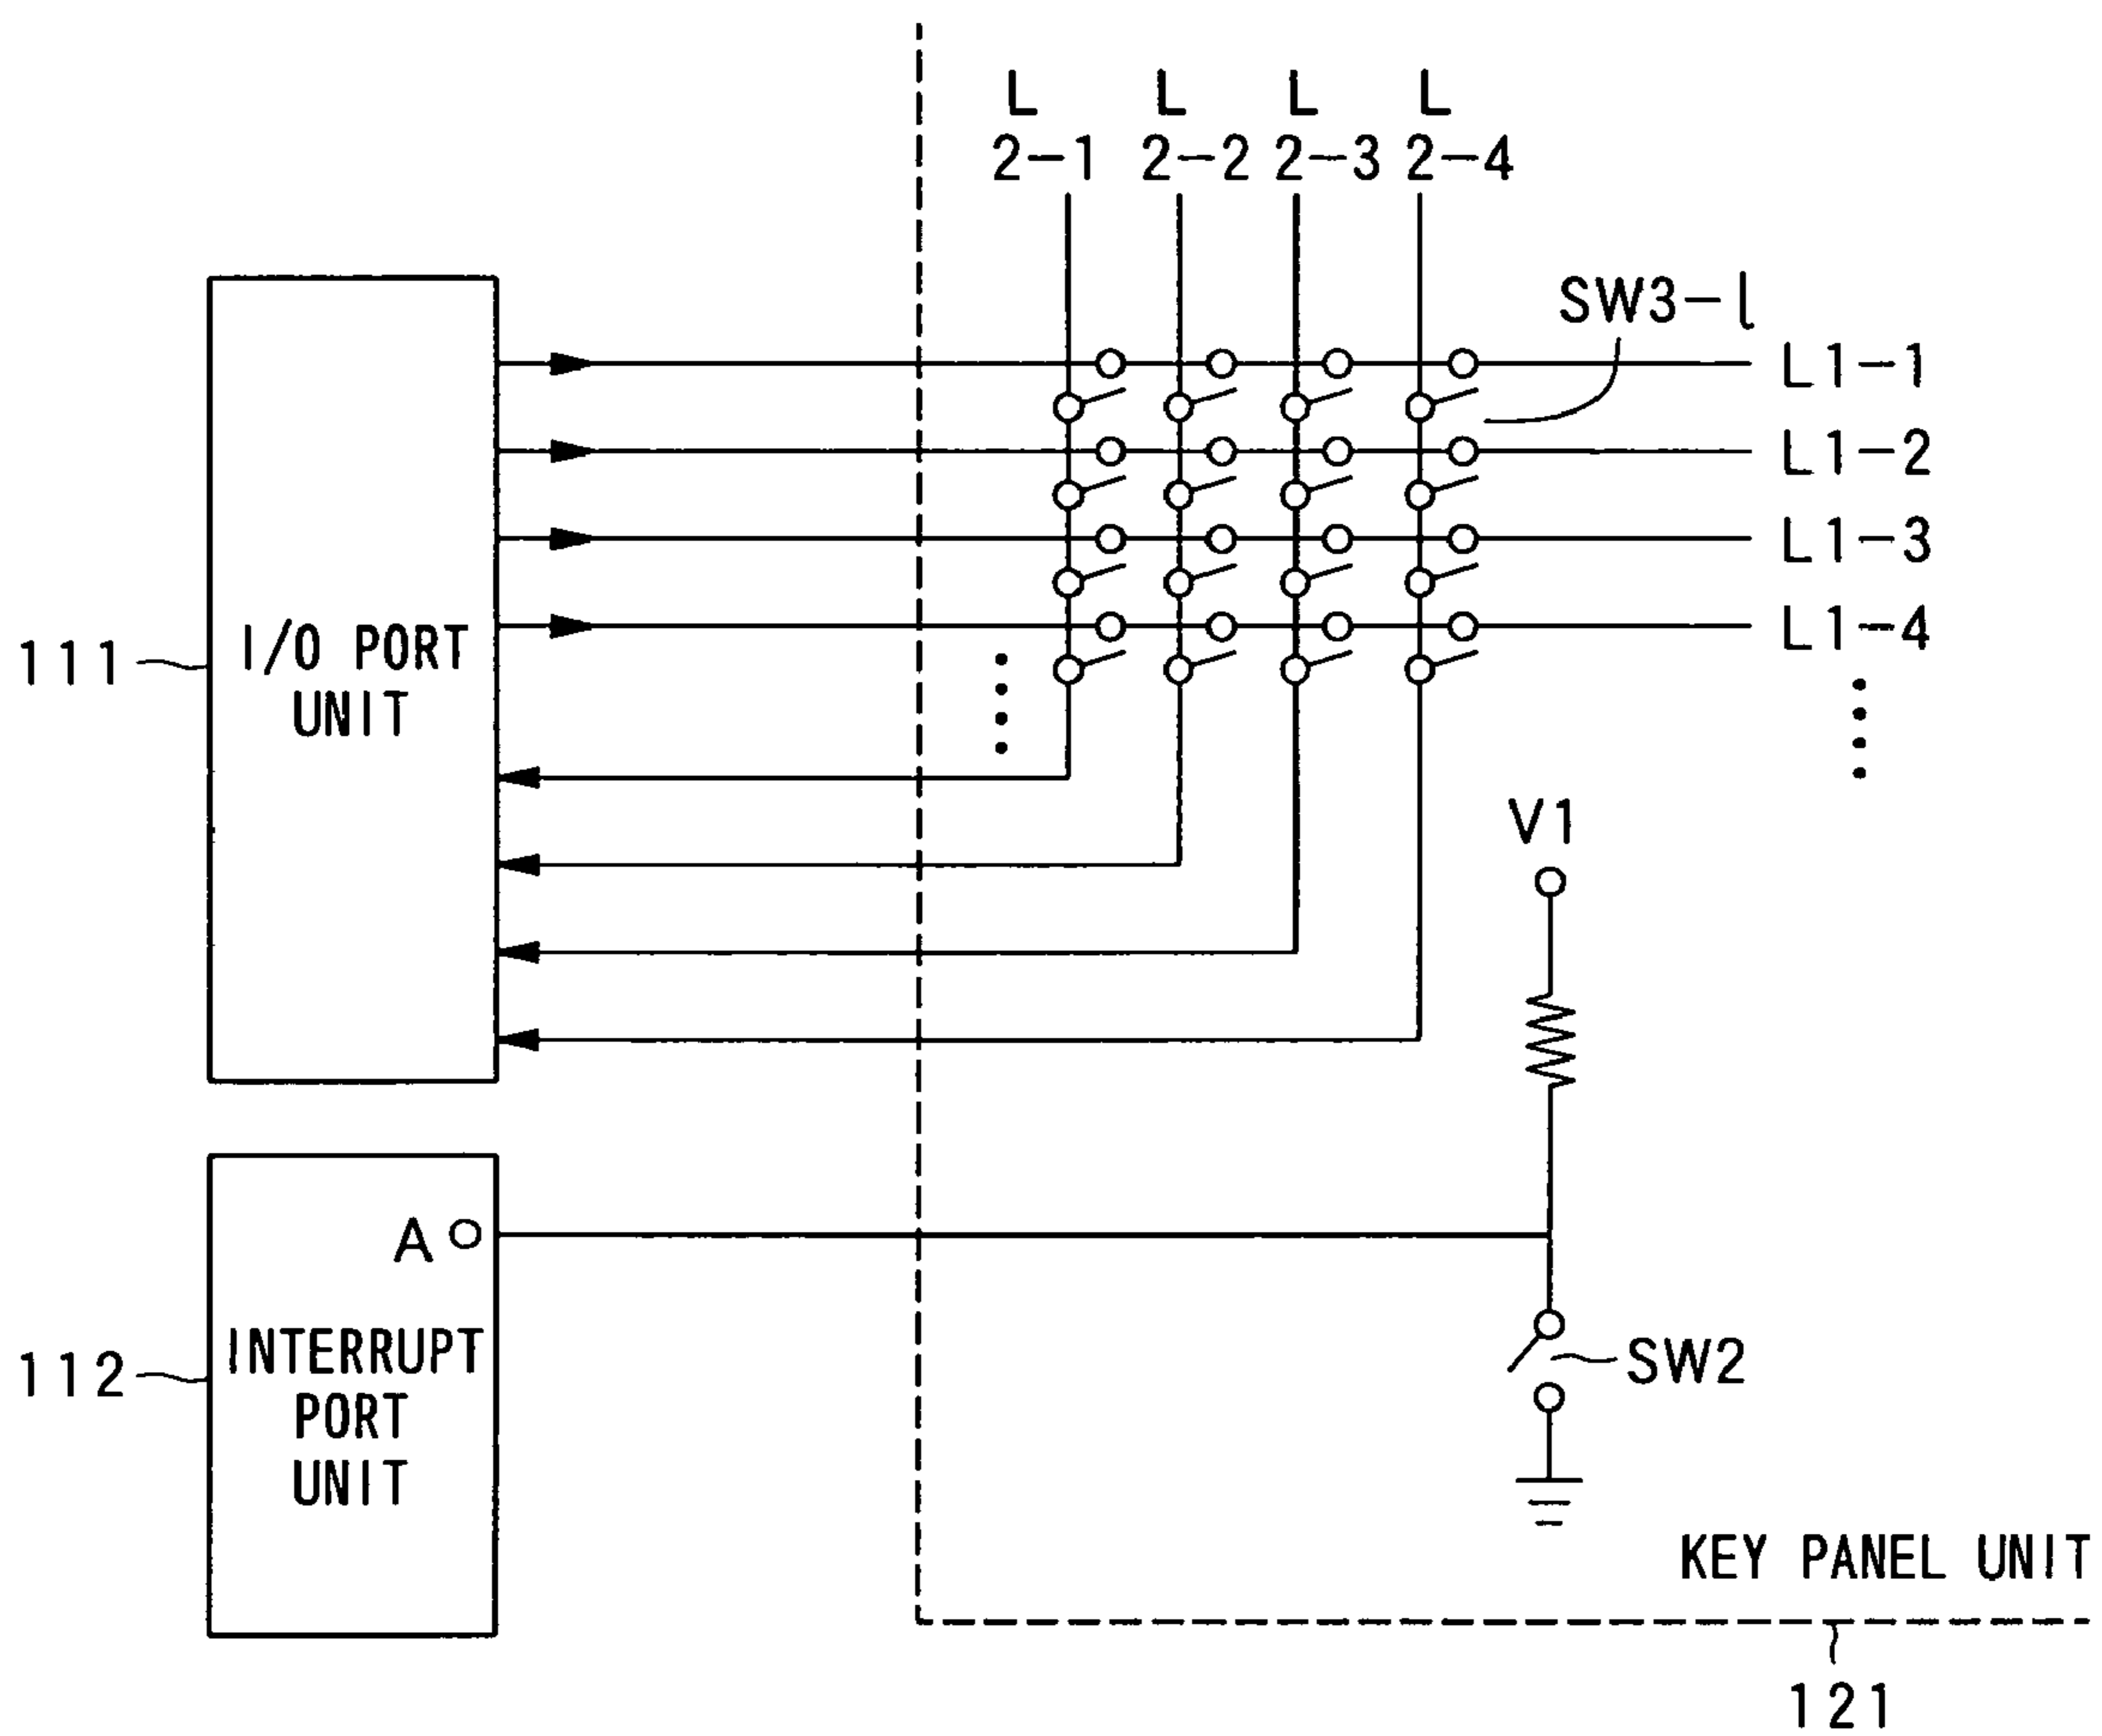 L L L L
2-1 2-2 2-3 2-4
SW3-l
L1-1
L1-2
L1-3
L1-4
111
I/O PORT
UNIT
V1
A
112
INTERRUPT
PORT
UNIT
SW2
KEY PANEL UNIT
121